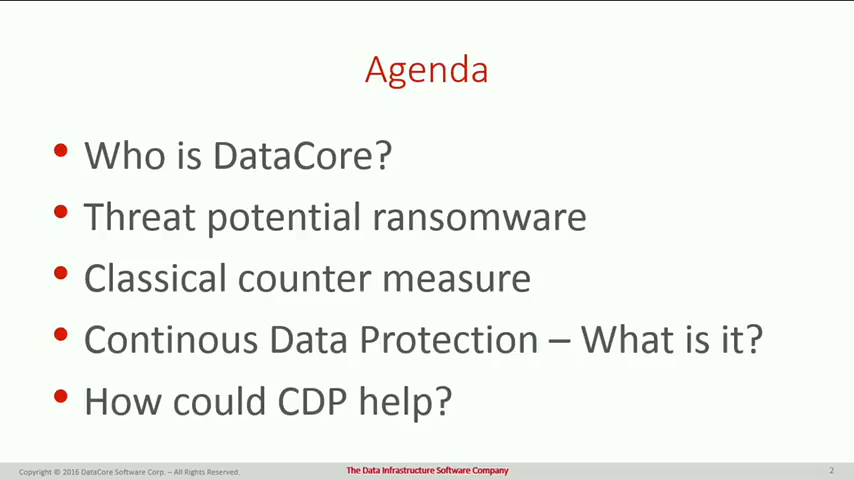 Agenda
• Who is DataCore?
• Threat potential ransomware
• Classical counter measure
• Continous Data Protection – What is it?
• How could CDP help?
Copyright © 2016 DataCore Software Corp. – All Rights Reserved.
The Data Infrastructure Software Company
2